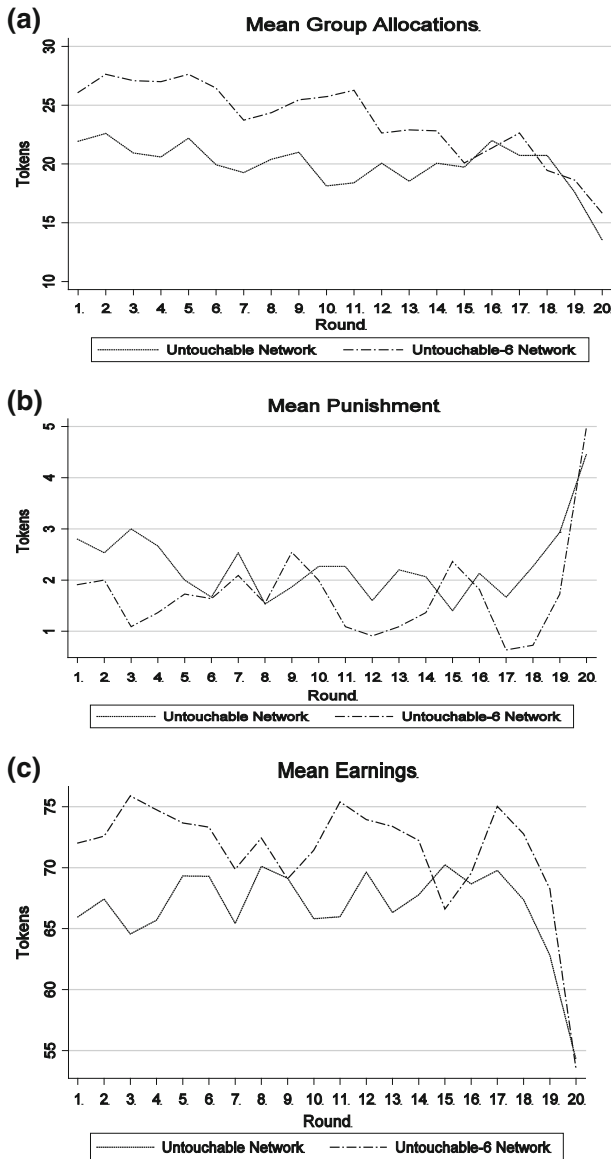 (a)
Mean Group Allocations.
30
25
20
15
10
Tokens
1. 2. 3. 4. 5. 6. 7. 8. 9. 10. 11. 12. 13. 14. 15. 16. 17. 18. 19. 20.
Round.
Untouchable Network Untouchable-6 Network
(b)
Mean Punishment.
5
4
3
2
1
Tokens
1. 2. 3. 4. 5. 6. 7. 8. 9. 10. 11. 12. 13. 14. 15. 16. 17. 18. 19. 20.
Round.
Untouchable Network Untouchable-6 Network
(c)
Mean Earnings.
75
70
65
60
55
Tokens
1. 2. 3. 4. 5. 6. 7. 8. 9. 10. 11. 12. 13. 14. 15. 16. 17. 18. 19. 20.
Round.
Untouchable Network Untouchable-6 Network